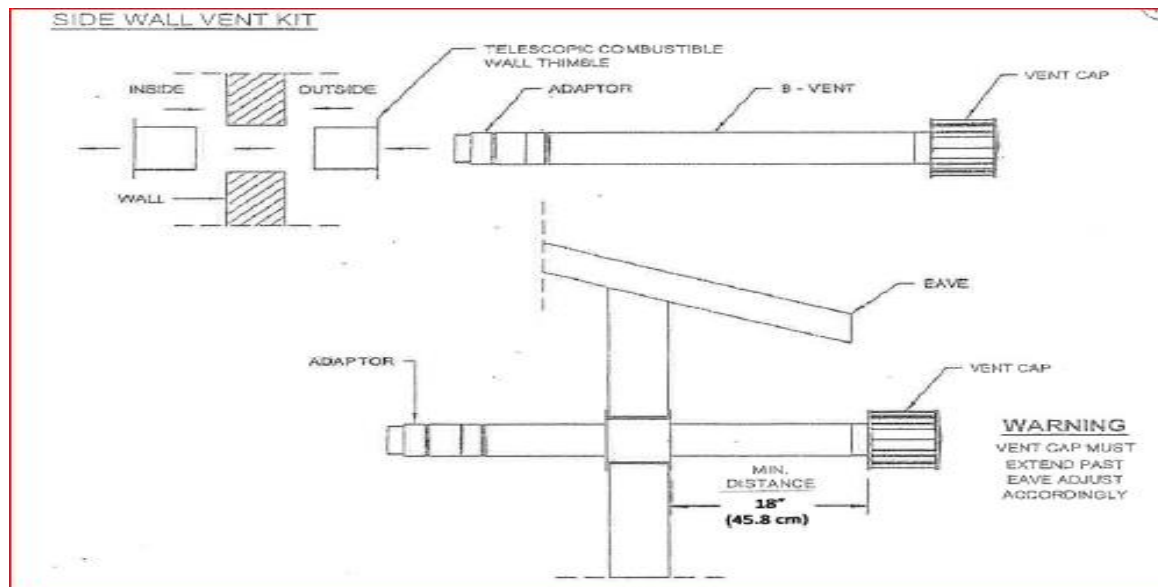 SIDE WALL VENT KIT
TELESCOPIC COMBUSTIBLE
WALL THIMBLE
INSIDE
OUTSIDE
ADAPTOR
B - VENT
VENT CAP
WALL
EAVE
ADAPTOR
VENT CAP
MIN.
DISTANCE
18"
(45.8 cm)
WARNING
VENT CAP MUST
EXTEND PAST
EAVE ADJUST
ACCORDINGLY